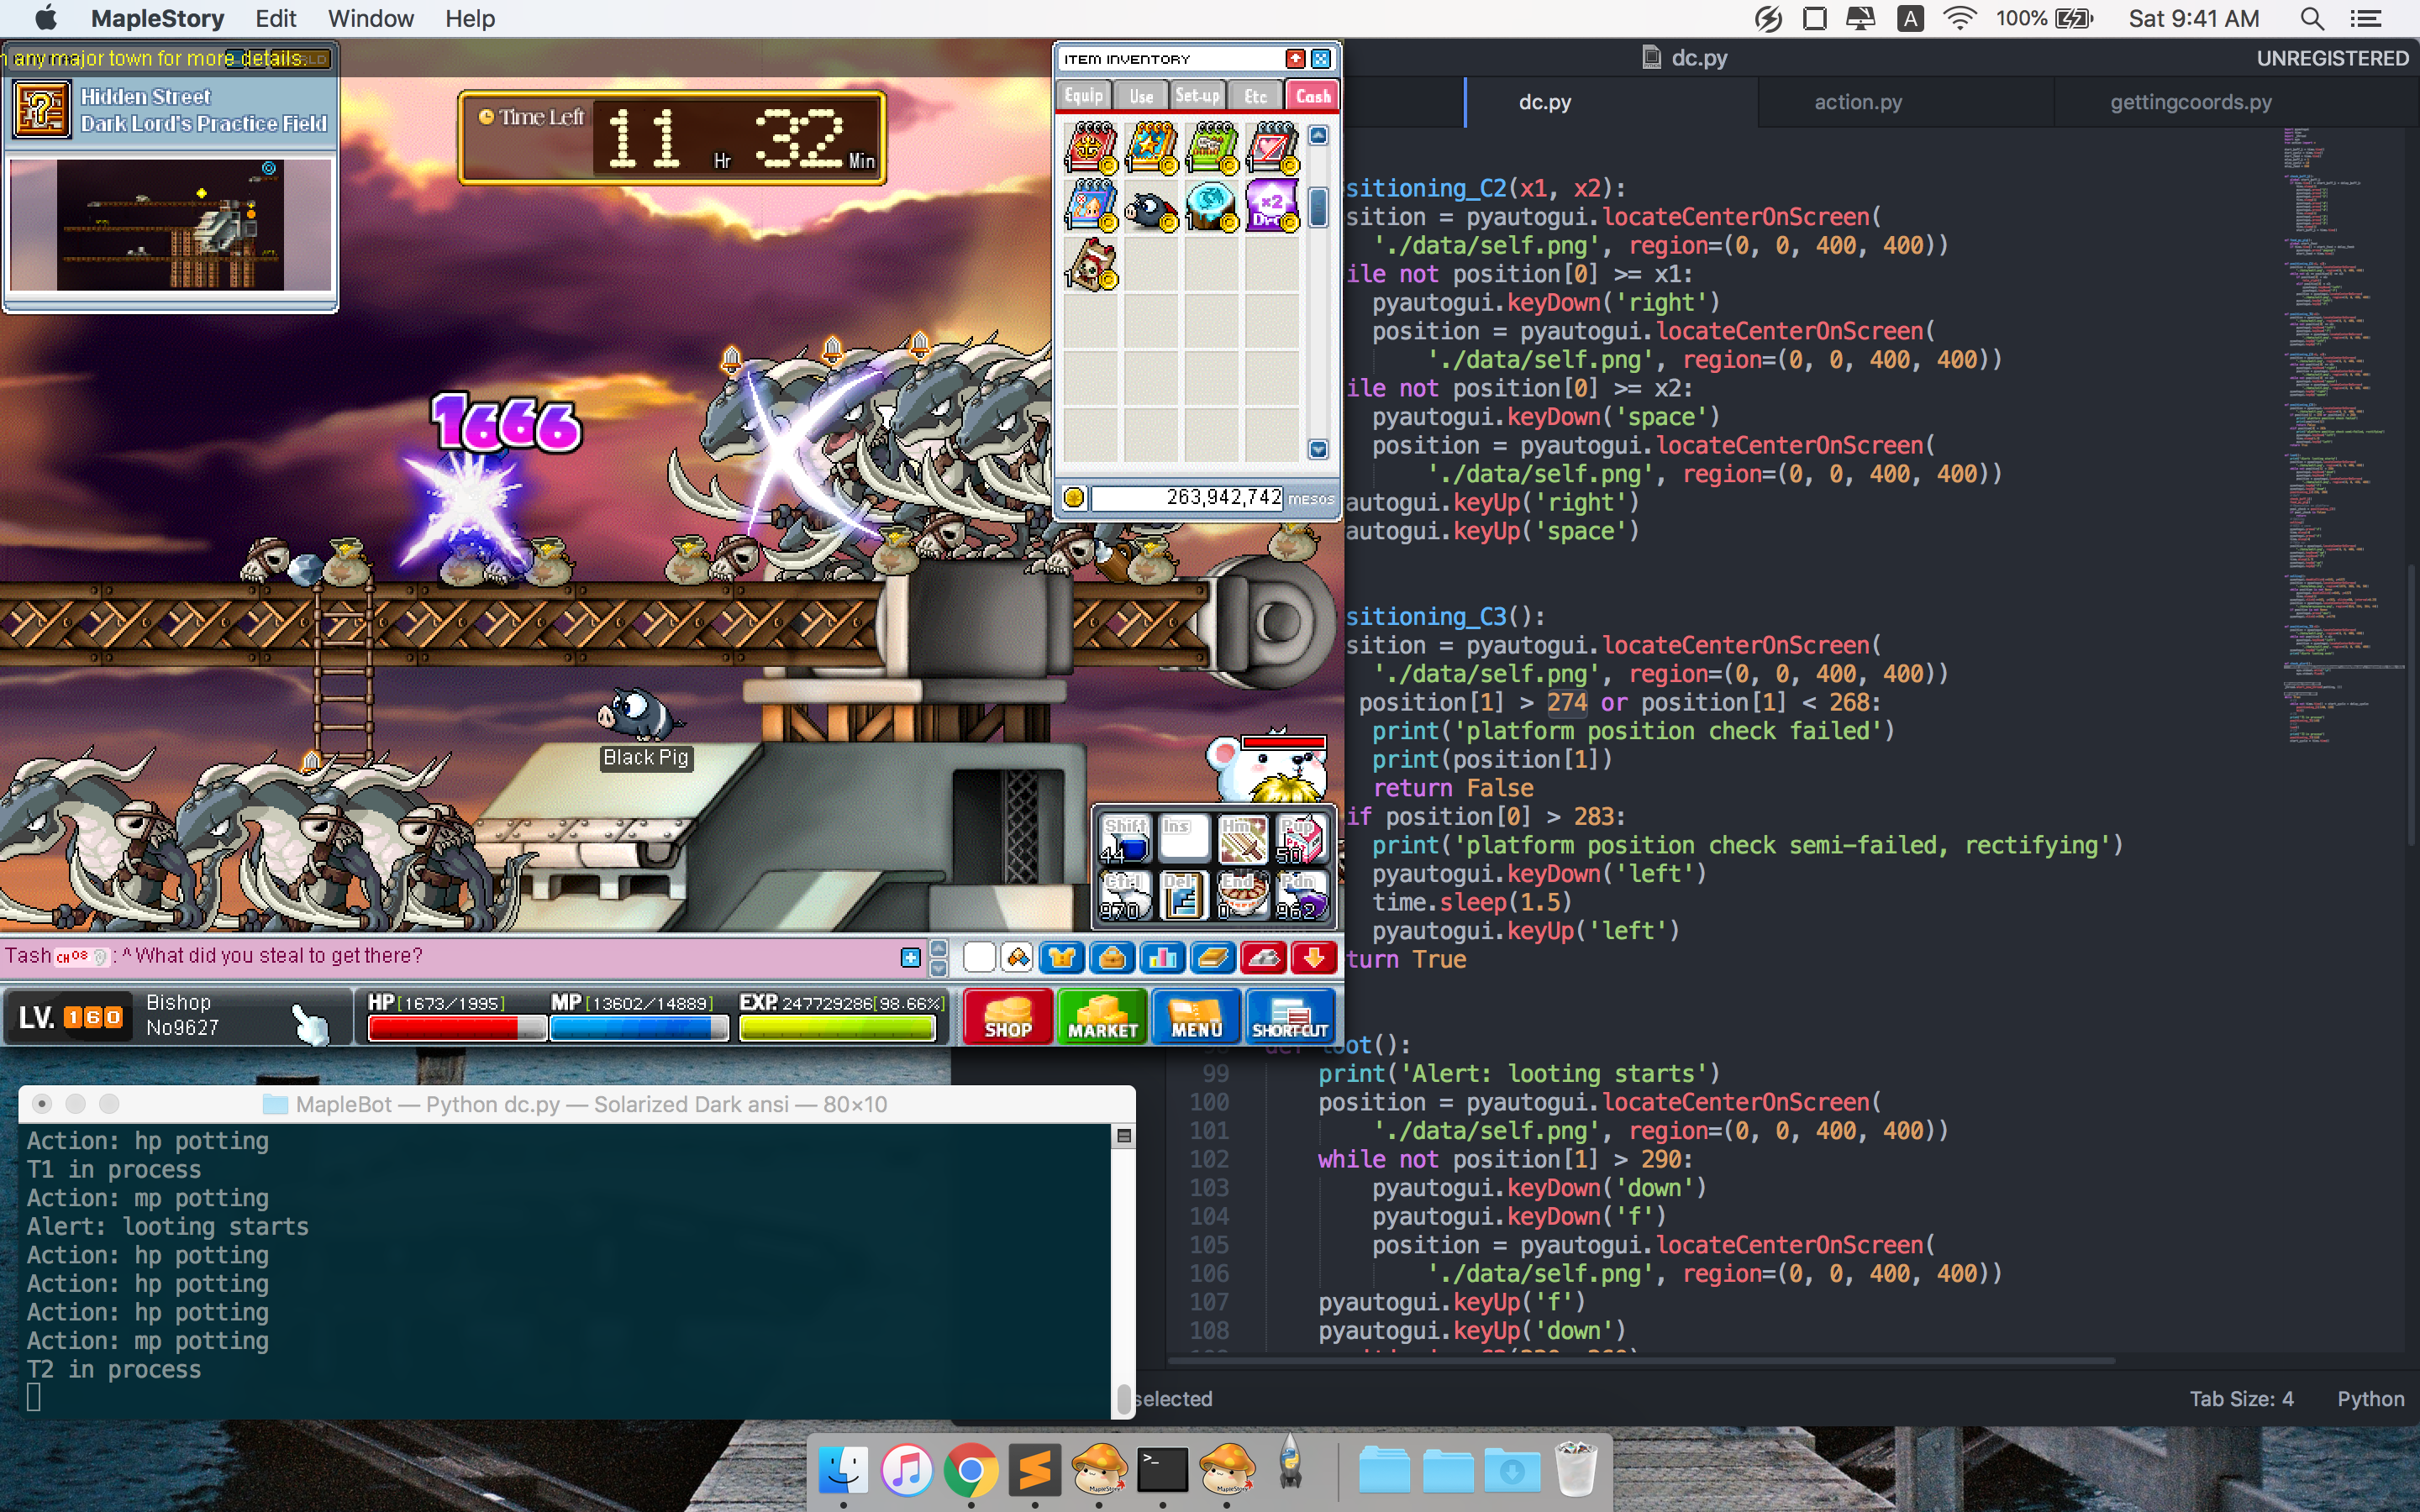 MapleStory Edit Window Help
A 100% Sat 9:41 AM
any major town for more details.
Hidden Street
Dark Lord's Practice Field
Time Left 11 Hr 32 Min
1666
Black Pig
ITEM INVENTORY
Equip Use Set-up Etc Cash
263,942,742 MESOS
Shift Ins Hm Pup
44 50
Ctrl Del End Pdn
970 0 962
Tash CH08 : ^ What did you steal to get there?
LV. 160
Bishop
No9627
HP[1673/1995] MP[13602/14889] EXP. 247729286[98.66%]
SHOP MARKET MENU SHORTCUT
dc.py
UNREGISTERED
dc.py action.py gettingcoords.py
sitioning_C2(x1, x2):
sition = pyautogui.locateCenterOnScreen(
'./data/self.png', region=(0, 0, 400, 400))
ile not position[0] >= x1:
pyautogui.keyDown('right')
position = pyautogui.locateCenterOnScreen(
'./data/self.png', region=(0, 0, 400, 400))
ile not position[0] >= x2:
pyautogui.keyDown('space')
position = pyautogui.locateCenterOnScreen(
'./data/self.png', region=(0, 0, 400, 400))
autogui.keyUp('right')
autogui.keyUp('space')
sitioning_C3():
sition = pyautogui.locateCenterOnScreen(
'./data/self.png', region=(0, 0, 400, 400))
position[1] > 274 or position[1] < 268:
print('platform position check failed')
print(position[1])
return False
if position[0] > 283:
print('platform position check semi-failed, rectifying')
pyautogui.keyDown('left')
time.sleep(1.5)
pyautogui.keyUp('left')
turn True
98 def loot():
99 print('Alert: looting starts')
100 position = pyautogui.locateCenterOnScreen(
101 './data/self.png', region=(0, 0, 400, 400))
102 while not position[1] > 290:
103 pyautogui.keyDown('down')
104 pyautogui.keyDown('f')
105 position = pyautogui.locateCenterOnScreen(
106 './data/self.png', region=(0, 0, 400, 400))
107 pyautogui.keyUp('f')
108 pyautogui.keyUp('down')
selected
Tab Size: 4 Python
MapleBot — Python dc.py — Solarized Dark ansi — 80×10
Action: hp potting
T1 in process
Action: mp potting
Alert: looting starts
Action: hp potting
Action: hp potting
Action: hp potting
Action: mp potting
T2 in process